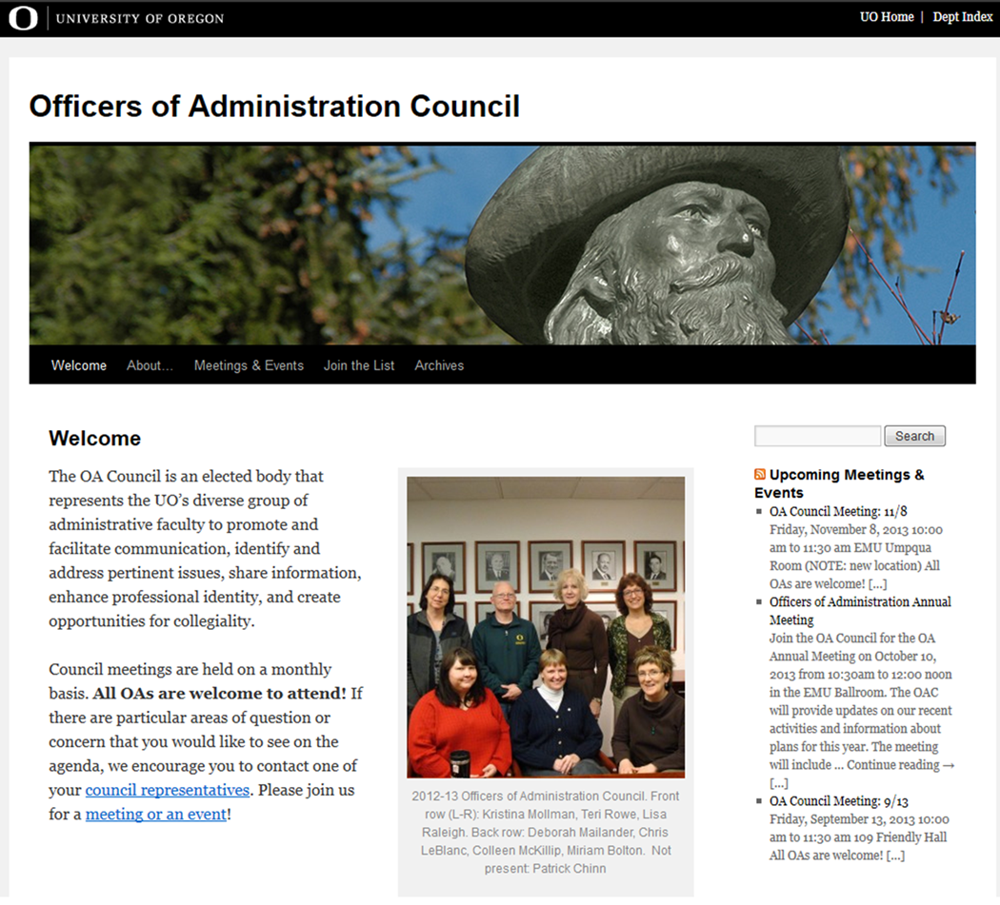 UNIVERSITY OF OREGON
UO Home | Dept Index
Officers of Administration Council
Welcome About... Meetings & Events Join the List Archives
Welcome
The OA Council is an elected body that
represents the UO's diverse group of
administrative faculty to promote and
facilitate communication, identify and
address pertinent issues, share information,
enhance professional identity, and create
opportunities for collegiality.
Council meetings are held on a monthly
basis. All OAs are welcome to attend! If
there are particular areas of question or
concern that you would like to see on the
agenda, we encourage you to contact one of
your council representatives. Please join us
for a meeting or an event!
2012-13 Officers of Administration Council. Front
row (L-R): Kristina Mollman, Teri Rowe, Lisa
Raleigh. Back row: Deborah Mailander, Chris
LeBlanc, Colleen McKillip, Miriam Bolton. Not
present: Patrick Chinn
Search
Upcoming Meetings &
Events
OA Council Meeting: 11/8
Friday, November 8, 2013 10:00
am to 11:30 am EMU Umpqua
Room (NOTE: new location) All
OAs are welcome! [...]
Officers of Administration Annual
Meeting
Join the OA Council for the OA
Annual Meeting on October 10,
2013 from 10:30am to 12:00 noon
in the EMU Ballroom. The OAC
will provide updates on our recent
activities and information about
plans for this year. The meeting
will include ... Continue reading →
[...]
OA Council Meeting: 9/13
Friday, September 13, 2013 10:00
am to 11:30 am 109 Friendly Hall
All OAs are welcome! [...]